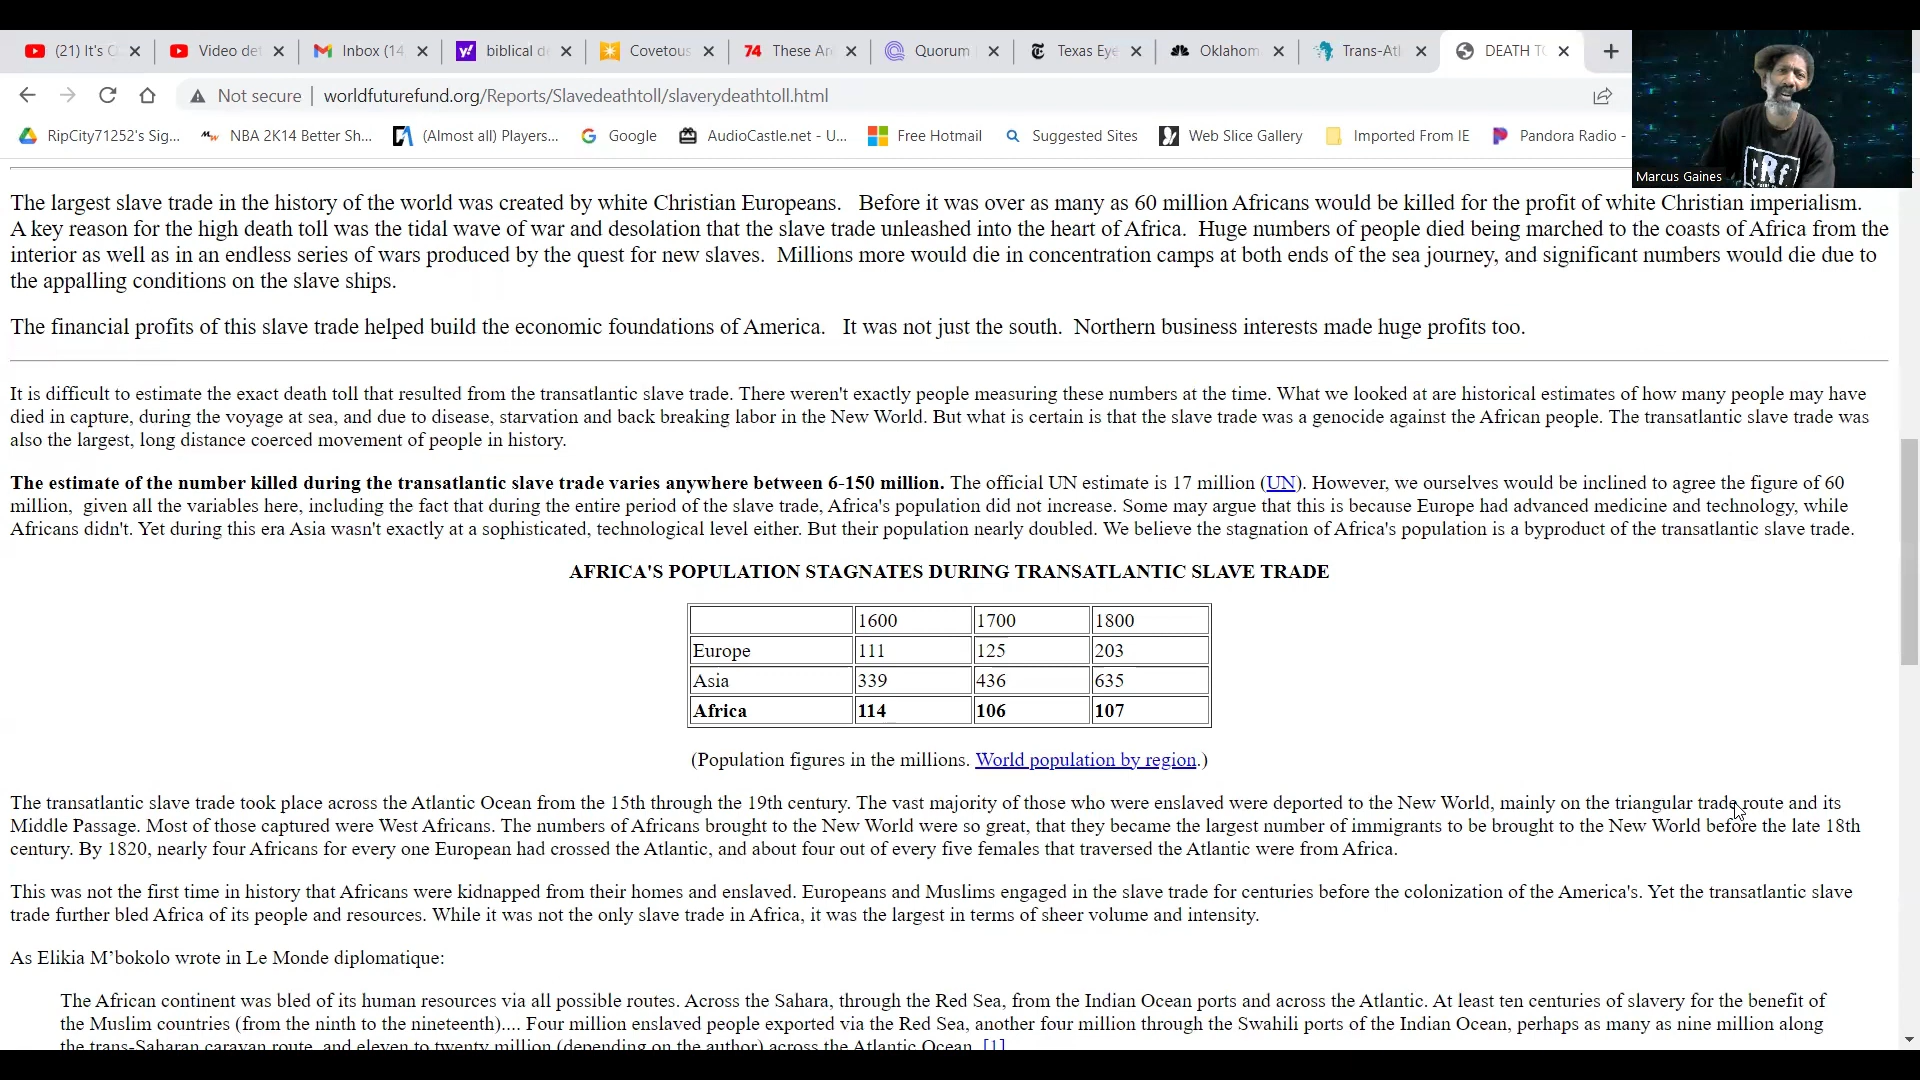 (21) It's C
Video det
Inbox (14
biblical de
Covetous
74 These Ar
Quorum
Texas Eye
Oklahom
Trans-Atl
DEATH TO
Not secure | worldfuturefund.org/Reports/Slavedeathtoll/slaverydeathtoll.html
RipCity71252's Sig...
NBA 2K14 Better Sh...
(Almost all) Players...
Google
AudioCastle.net - U...
Free Hotmail
Suggested Sites
Web Slice Gallery
Imported From IE
Pandora Radio -
Marcus Gaines
The largest slave trade in the history of the world was created by white Christian Europeans. Before it was over as many as 60 million Africans would be killed for the profit of white Christian imperialism.
A key reason for the high death toll was the tidal wave of war and desolation that the slave trade unleashed into the heart of Africa. Huge numbers of people died being marched to the coasts of Africa from the
interior as well as in an endless series of wars produced by the quest for new slaves. Millions more would die in concentration camps at both ends of the sea journey, and significant numbers would die due to
the appalling conditions on the slave ships.
The financial profits of this slave trade helped build the economic foundations of America. It was not just the south. Northern business interests made huge profits too.
It is difficult to estimate the exact death toll that resulted from the transatlantic slave trade. There weren't exactly people measuring these numbers at the time. What we looked at are historical estimates of how many people may have
died in capture, during the voyage at sea, and due to disease, starvation and back breaking labor in the New World. But what is certain is that the slave trade was a genocide against the African people. The transatlantic slave trade was
also the largest, long distance coerced movement of people in history.
The estimate of the number killed during the transatlantic slave trade varies anywhere between 6-150 million. The official UN estimate is 17 million (UN). However, we ourselves would be inclined to agree the figure of 60
million, given all the variables here, including the fact that during the entire period of the slave trade, Africa's population did not increase. Some may argue that this is because Europe had advanced medicine and technology, while
Africans didn't. Yet during this era Asia wasn't exactly at a sophisticated, technological level either. But their population nearly doubled. We believe the stagnation of Africa's population is a byproduct of the transatlantic slave trade.
AFRICA'S POPULATION STAGNATES DURING TRANSATLANTIC SLAVE TRADE
1600 1700 1800
Europe 111 125 203
Asia 339 436 635
Africa 114 106 107
(Population figures in the millions. World population by region.)
The transatlantic slave trade took place across the Atlantic Ocean from the 15th through the 19th century. The vast majority of those who were enslaved were deported to the New World, mainly on the triangular trade route and its
Middle Passage. Most of those captured were West Africans. The numbers of Africans brought to the New World were so great, that they became the largest number of immigrants to be brought to the New World before the late 18th
century. By 1820, nearly four Africans for every one European had crossed the Atlantic, and about four out of every five females that traversed the Atlantic were from Africa.
This was not the first time in history that Africans were kidnapped from their homes and enslaved. Europeans and Muslims engaged in the slave trade for centuries before the colonization of the America's. Yet the transatlantic slave
trade further bled Africa of its people and resources. While it was not the only slave trade in Africa, it was the largest in terms of sheer volume and intensity.
As Elikia M’bokolo wrote in Le Monde diplomatique:
The African continent was bled of its human resources via all possible routes. Across the Sahara, through the Red Sea, from the Indian Ocean ports and across the Atlantic. At least ten centuries of slavery for the benefit of
the Muslim countries (from the ninth to the nineteenth).... Four million enslaved people exported via the Red Sea, another four million through the Swahili ports of the Indian Ocean, perhaps as many as nine million along
the trans-Saharan caravan route, and eleven to twenty million (depending on the author) across the Atlantic Ocean. [1]